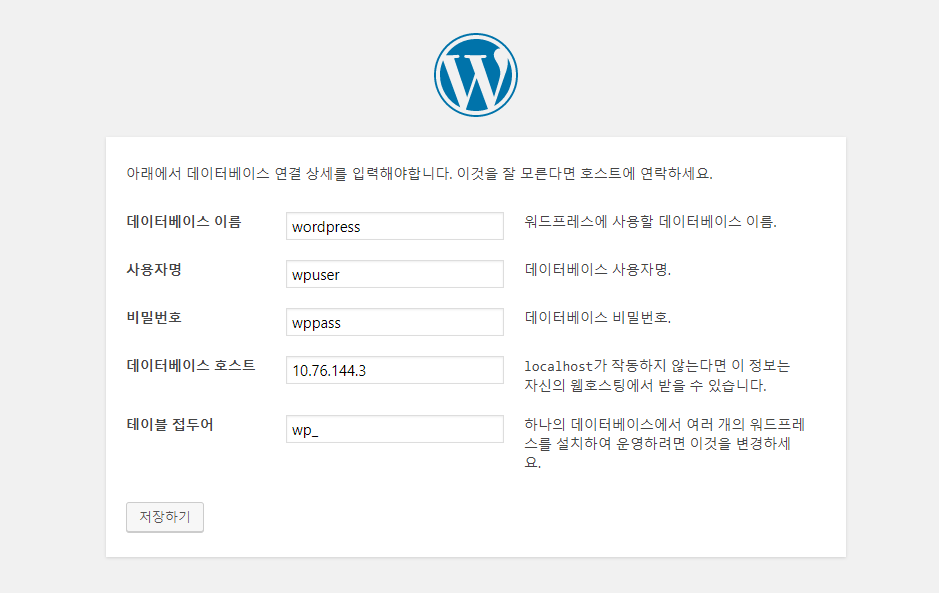 아래에서 데이터베이스 연결 상세를 입력해야합니다. 이것을 잘 모른다면 호스트에 연락하세요.
데이터베이스 이름
wordpress
워드프레스에 사용할 데이터베이스 이름.
사용자명
wpuser
데이터베이스 사용자명.
비밀번호
wppass
데이터베이스 비밀번호.
데이터베이스 호스트
10.76.144.3
localhost가 작동하지 않는다면 이 정보는
자신의 웹호스팅에서 받을 수 있습니다.
테이블 접두어
wp_
하나의 데이터베이스에서 여러 개의 워드프레
스를 설치하여 운영하려면 이것을 변경하세
요.
저장하기